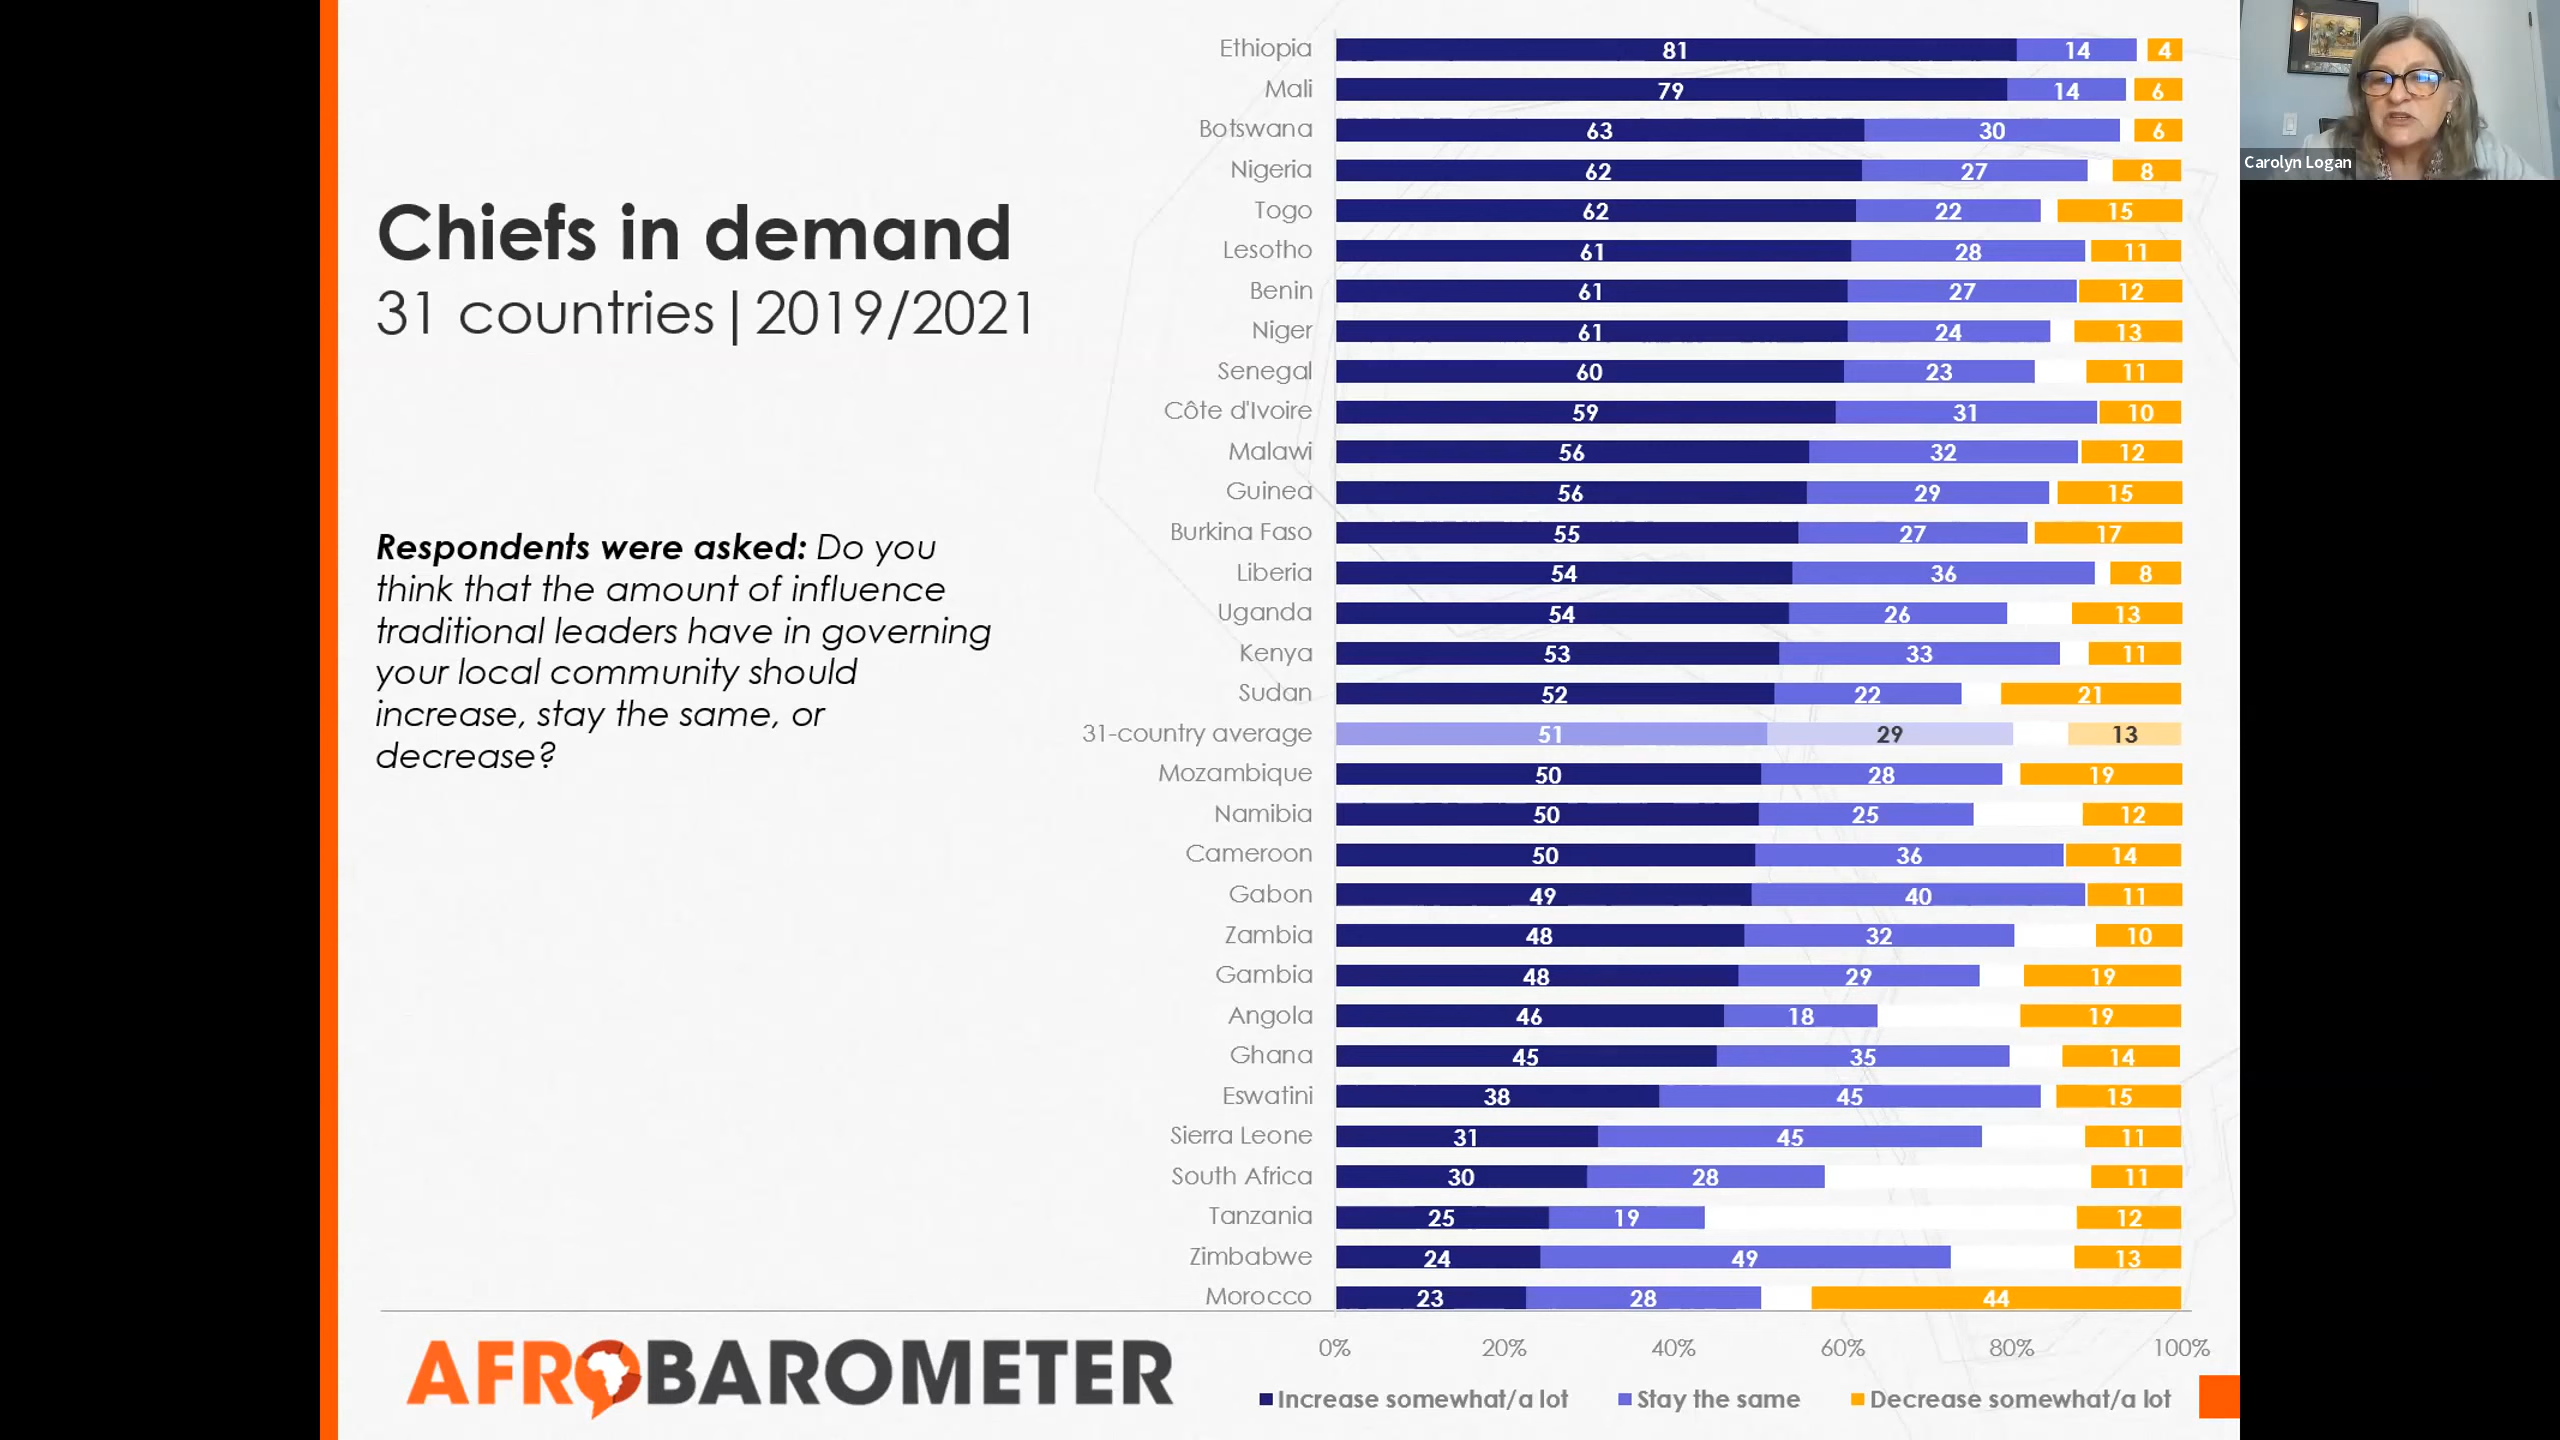 Chiefs in demand
31 countries|2019/2021
Respondents were asked: Do you
think that the amount of influence
traditional leaders have in governing
your local community should
increase, stay the same, or
decrease?
Ethiopia 81 14 4
Mali 79 14 6
Botswana 63 30 6
Nigeria 62 27 8
Togo 62 22 15
Lesotho 61 28 11
Benin 61 27 12
Niger 61 24 13
Senegal 60 23 11
Côte d'Ivoire 59 31 10
Malawi 56 32 12
Guinea 56 29 15
Burkina Faso 55 27 17
Liberia 54 36 8
Uganda 54 26 13
Kenya 53 33 11
Sudan 52 22 21
31-country average 51 29 13
Mozambique 50 28 19
Namibia 50 25 12
Cameroon 50 36 14
Gabon 49 40 11
Zambia 48 32 10
Gambia 48 29 19
Angola 46 18 19
Ghana 45 35 14
Eswatini 38 45 15
Sierra Leone 31 45 11
South Africa 30 28 11
Tanzania 25 19 12
Zimbabwe 24 49 13
Morocco 23 28 44
0% 20% 40% 60% 80% 100%
Increase somewhat/a lot Stay the same Decrease somewhat/a lot
AFROBAROMETER
Carolyn Logan